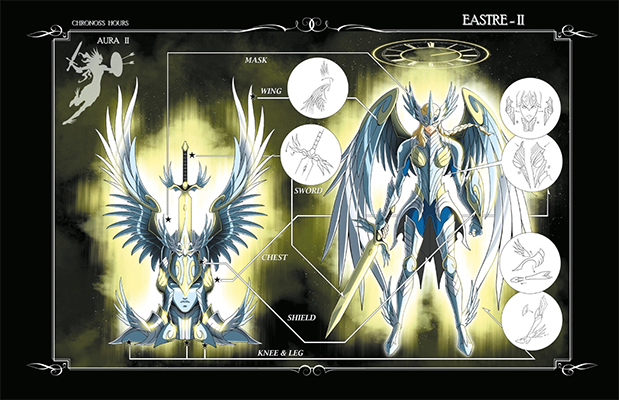 CHRONOS'S HOURS
EASTRE - II
AURA II
MASK
WING
SWORD
CHEST
SHIELD
KNEE & LEG